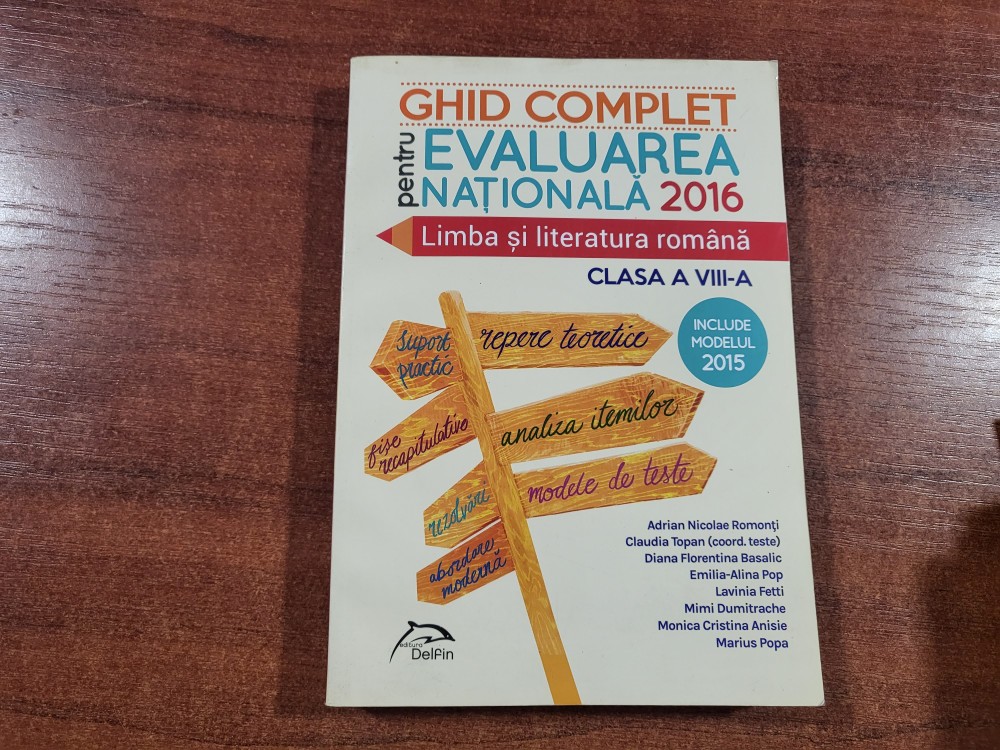 GHID COMPLET
pentru
EVALUAREA
NAȚIONALĂ 2016
Limba și literatura română
CLASA A VIII-A
INCLUDE
MODELUL
2015
suport
practic
repere teoretice
fișe
recapitulative
analiza itemilor
rezolvări
modele de teste
abordare
modernă
Adrian Nicolae Romonți
Claudia Topan (coord. teste)
Diana Florentina Basalic
Emilia-Alina Pop
Lavinia Fetti
Mimi Dumitrache
Monica Cristina Anisie
Marius Popa
editura
Delfin